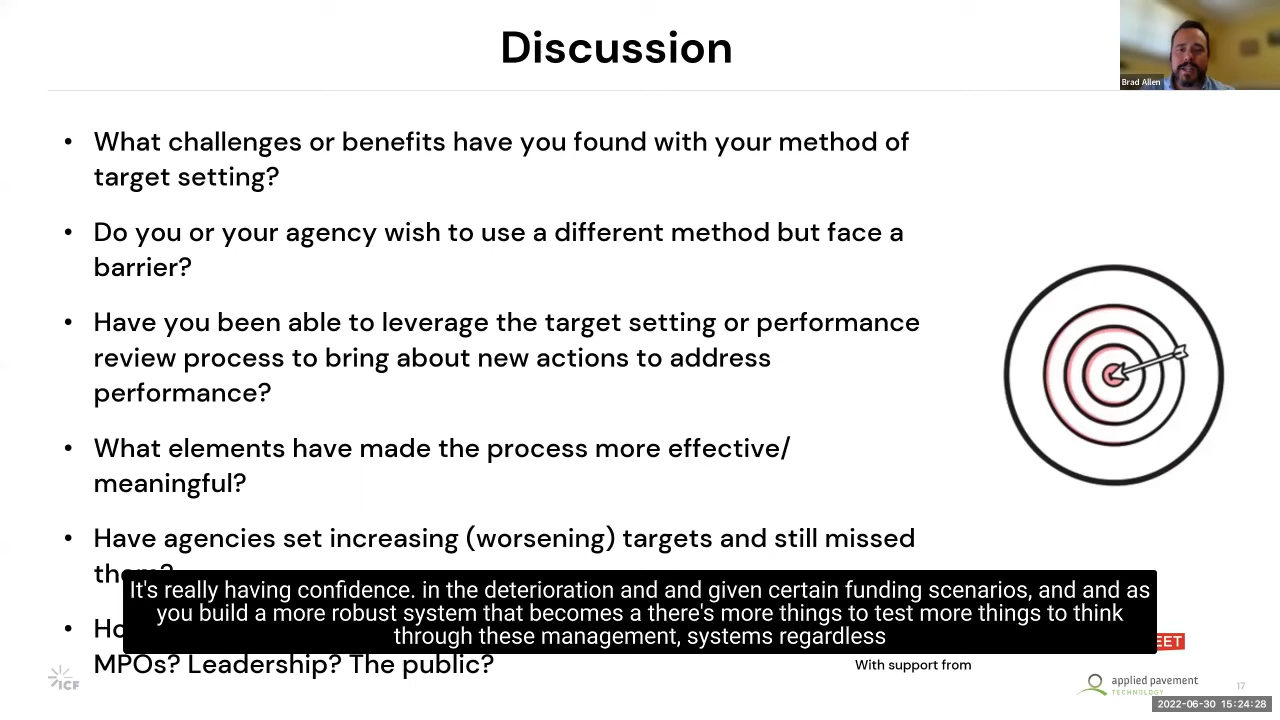 Discussion
Brad Allen
• What challenges or benefits have you found with your method of
target setting?
• Do you or your agency wish to use a different method but face a
barrier?
• Have you been able to leverage the target setting or performance
review process to bring about new actions to address
performance?
• What elements have made the process more effective/
meaningful?
• Have agencies set increasing (worsening) targets and still missed
them?
It's really having confidence. in the deterioration and and given certain funding scenarios, and and as
you build a more robust system that becomes a there's more things to test more things to think
through these management, systems regardless
• Ho
MPOs? Leadership? The public?
EET
With support from
ICF
applied pavement
TECHNOLOGY
17
2022-06-30 15:24:28